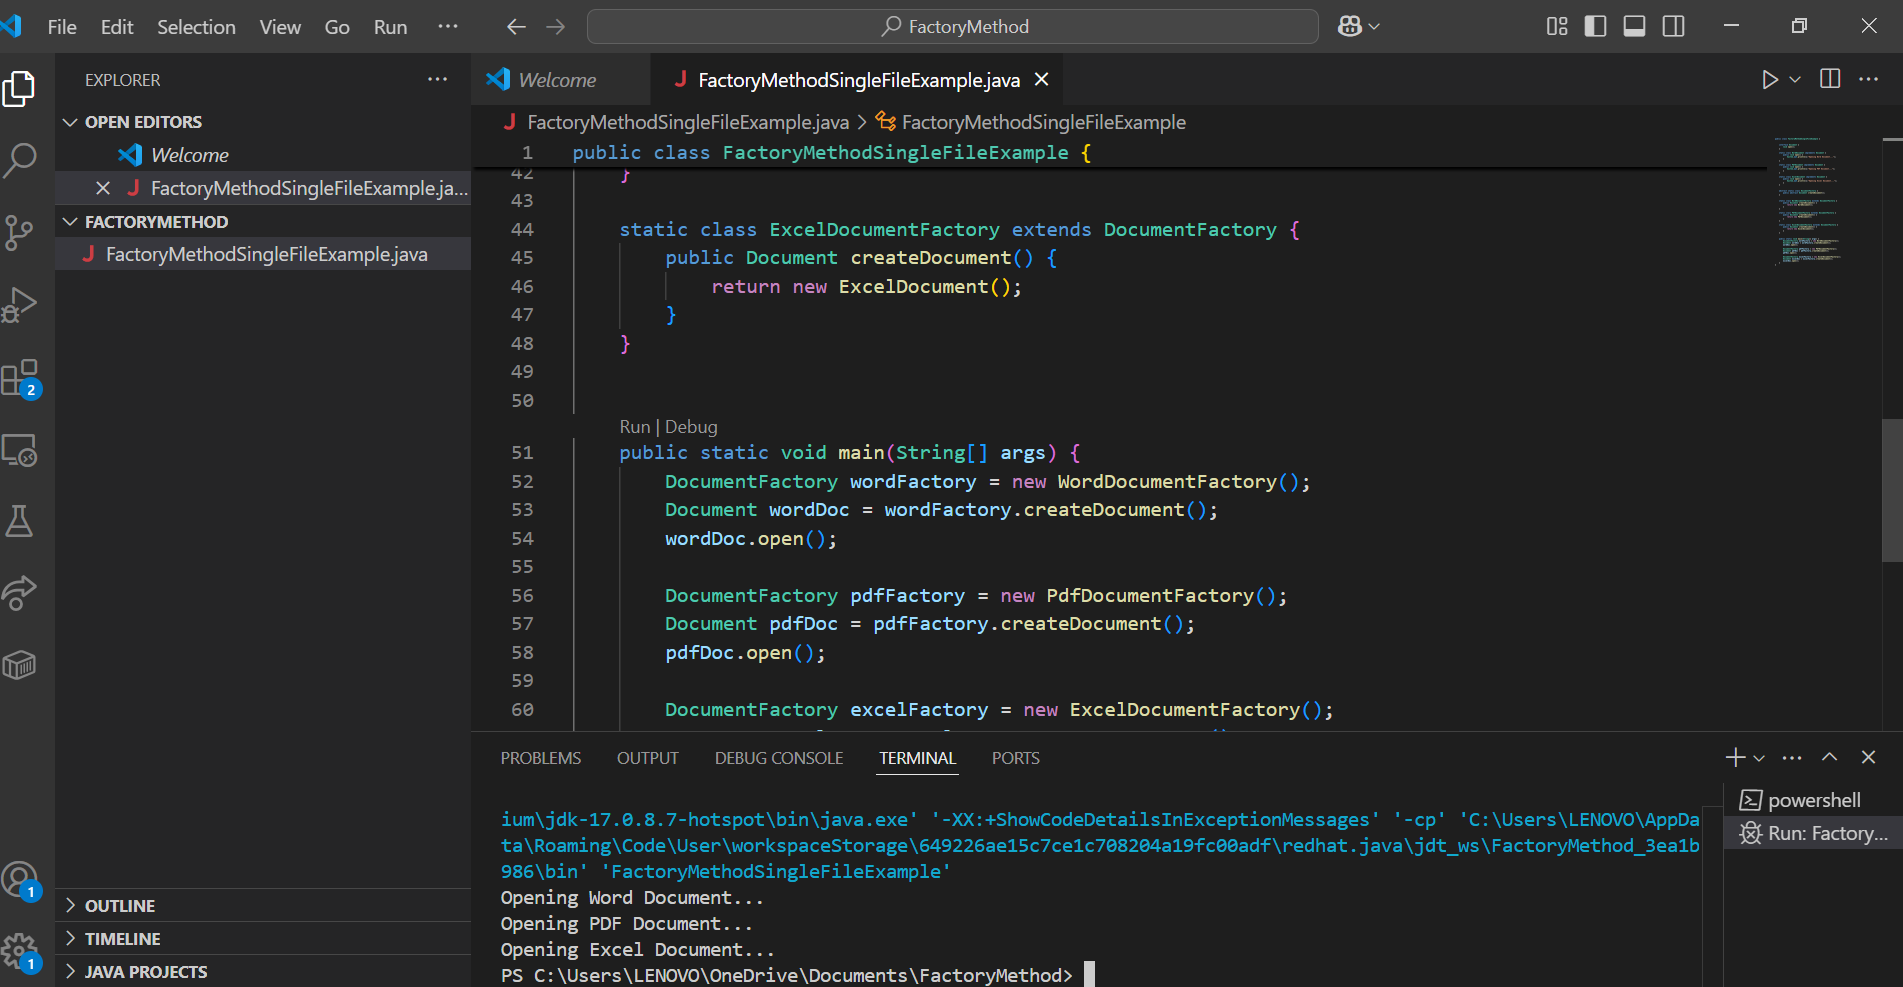 File Edit Selection View Go Run ··· FactoryMethod
EXPLORER ···
OPEN EDITORS
Welcome
FactoryMethodSingleFileExample.ja...
FACTORYMETHOD
FactoryMethodSingleFileExample.java
2
1
1
OUTLINE
TIMELINE
JAVA PROJECTS
Welcome FactoryMethodSingleFileExample.java
FactoryMethodSingleFileExample.java > FactoryMethodSingleFileExample
1 public class FactoryMethodSingleFileExample {
42 }
43
44 static class ExcelDocumentFactory extends DocumentFactory {
45 public Document createDocument() {
46 return new ExcelDocument();
47 }
48 }
49
50
Run | Debug
51 public static void main(String[] args) {
52 DocumentFactory wordFactory = new WordDocumentFactory();
53 Document wordDoc = wordFactory.createDocument();
54 wordDoc.open();
55
56 DocumentFactory pdfFactory = new PdfDocumentFactory();
57 Document pdfDoc = pdfFactory.createDocument();
58 pdfDoc.open();
59
60 DocumentFactory excelFactory = new ExcelDocumentFactory();
PROBLEMS OUTPUT DEBUG CONSOLE TERMINAL PORTS
ium\jdk-17.0.8.7-hotspot\bin\java.exe' '-XX:+ShowCodeDetailsInExceptionMessages' '-cp' 'C:\Users\LENOVO\AppDa
ta\Roaming\Code\User\workspaceStorage\649226ae15c7ce1c708204a19fc00adf\redhat.java\jdt_ws\FactoryMethod_3ea1b
986\bin' 'FactoryMethodSingleFileExample'
Opening Word Document...
Opening PDF Document...
Opening Excel Document...
PS C:\Users\LENOVO\OneDrive\Documents\FactoryMethod>
powershell
Run: Factory...